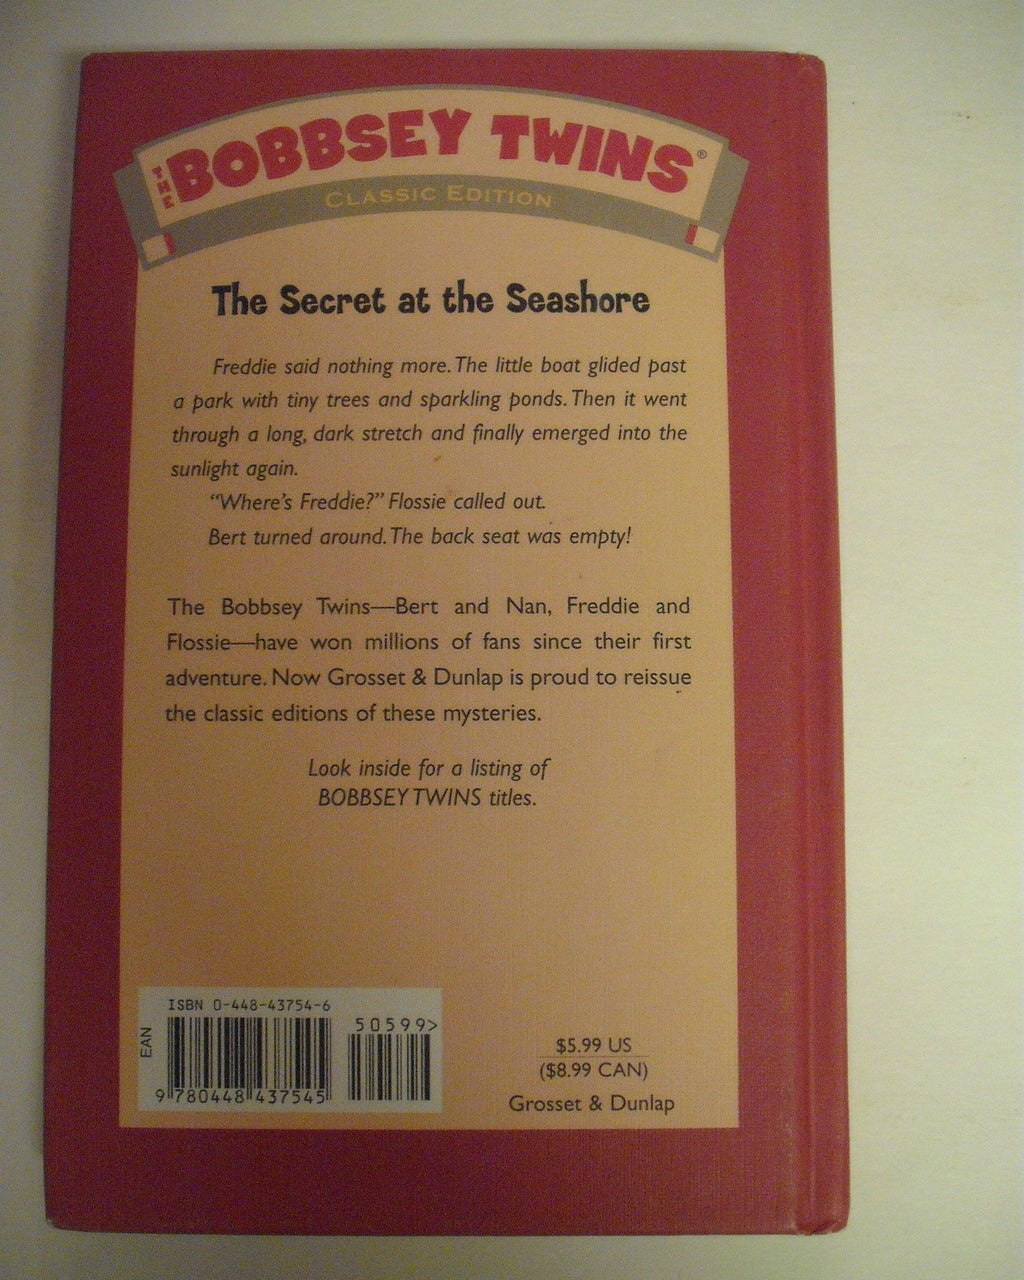 THE BOBBSEY TWINS®
CLASSIC EDITION
The Secret at the Seashore
Freddie said nothing more. The little boat glided past
a park with tiny trees and sparkling ponds. Then it went
through a long, dark stretch and finally emerged into the
sunlight again.
“Where’s Freddie?” Flossie called out.
Bert turned around. The back seat was empty!
The Bobbsey Twins—Bert and Nan, Freddie and
Flossie—have won millions of fans since their first
adventure. Now Grosset & Dunlap is proud to reissue
the classic editions of these mysteries.
Look inside for a listing of
BOBBSEY TWINS titles.
ISBN 0-448-43754-6
50599>
EAN
9 780448 437545
$5.99 US
($8.99 CAN)
Grosset & Dunlap